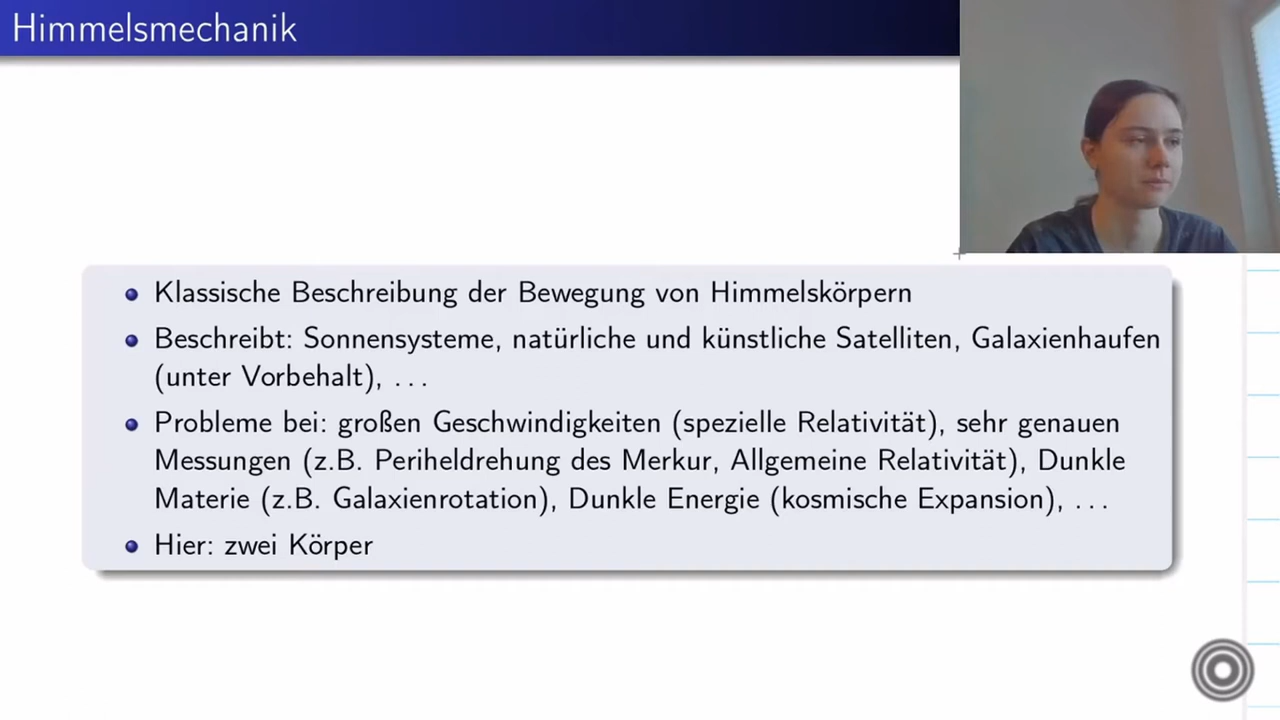 Himmelsmechanik
Klassische Beschreibung der Bewegung von Himmelskörpern
Beschreibt: Sonnensysteme, natürliche und künstliche Satelliten, Galaxienhaufen
(unter Vorbehalt), ...
Probleme bei: großen Geschwindigkeiten (spezielle Relativität), sehr genauen
Messungen (z.B. Periheldrehung des Merkur, Allgemeine Relativität), Dunkle
Materie (z.B. Galaxienrotation), Dunkle Energie (kosmische Expansion), ...
Hier: zwei Körper